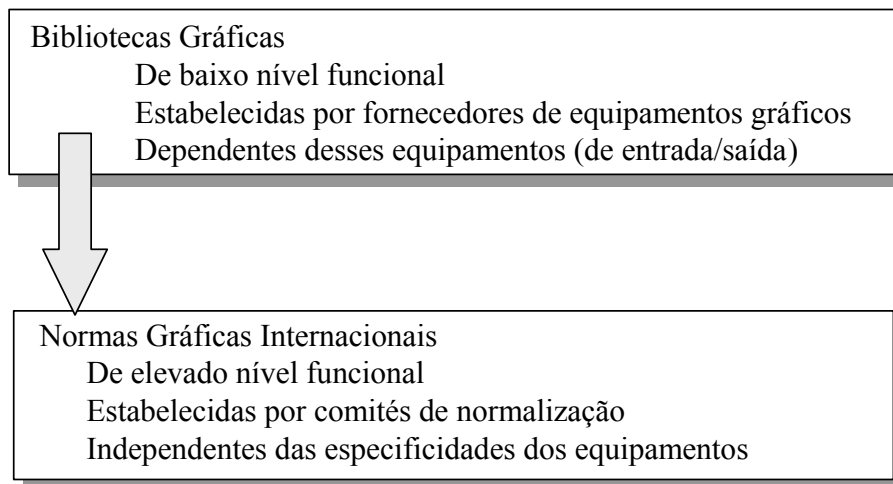 Bibliotecas Gráficas
De baixo nível funcional
Estabelecidas por fornecedores de equipamentos gráficos
Dependentes desses equipamentos (de entrada/saída)
Normas Gráficas Internacionais
De elevado nível funcional
Estabelecidas por comités de normalização
Independentes das especificidades dos equipamentos